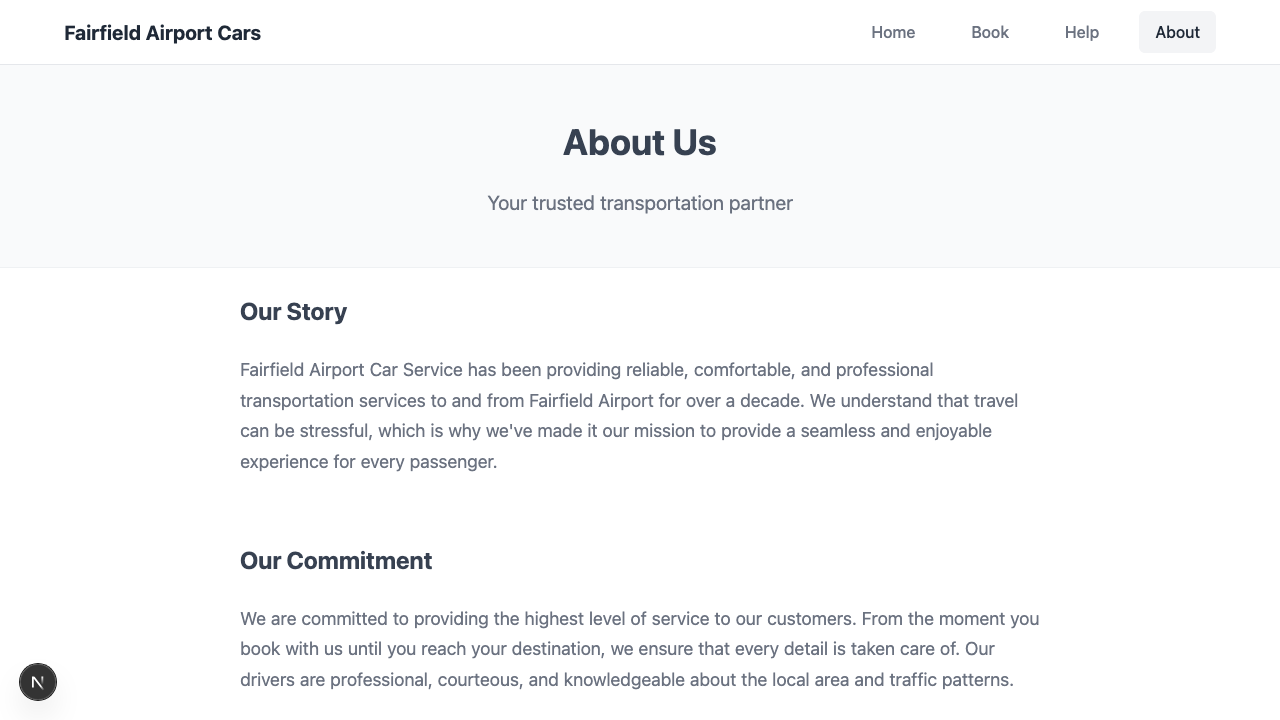 Fairfield Airport Cars
Home
Book
Help
About
About Us
Your trusted transportation partner
Our Story
Fairfield Airport Car Service has been providing reliable, comfortable, and professional
transportation services to and from Fairfield Airport for over a decade. We understand that travel
can be stressful, which is why we've made it our mission to provide a seamless and enjoyable
experience for every passenger.
Our Commitment
We are committed to providing the highest level of service to our customers. From the moment you
book with us until you reach your destination, we ensure that every detail is taken care of. Our
drivers are professional, courteous, and knowledgeable about the local area and traffic patterns.
N